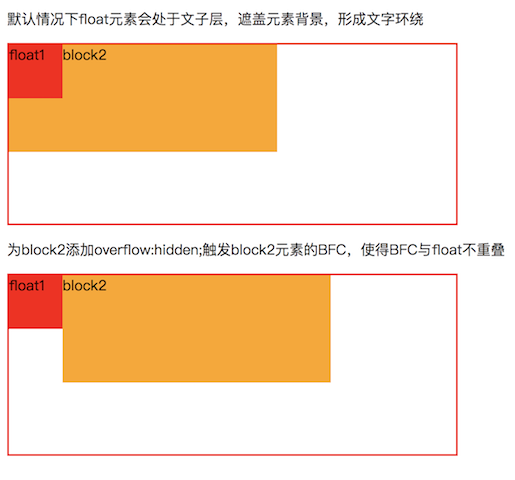 默认情况下float元素会处于文子层，遮盖元素背景，形成文字环绕
float1 block2
为block2添加overflow:hidden;触发block2元素的BFC，使得BFC与float不重叠
float1 block2